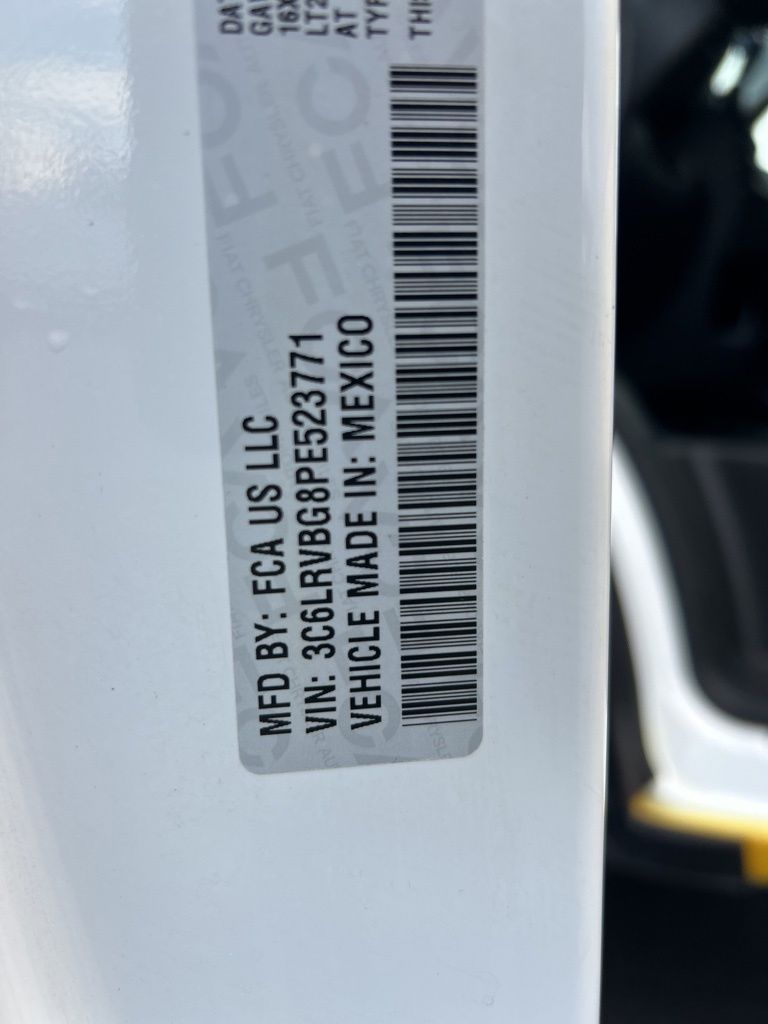 MFD BY: FCA US LLC
VIN: 3C6LRVBG8PE523771
VEHICLE MADE IN: MEXICO